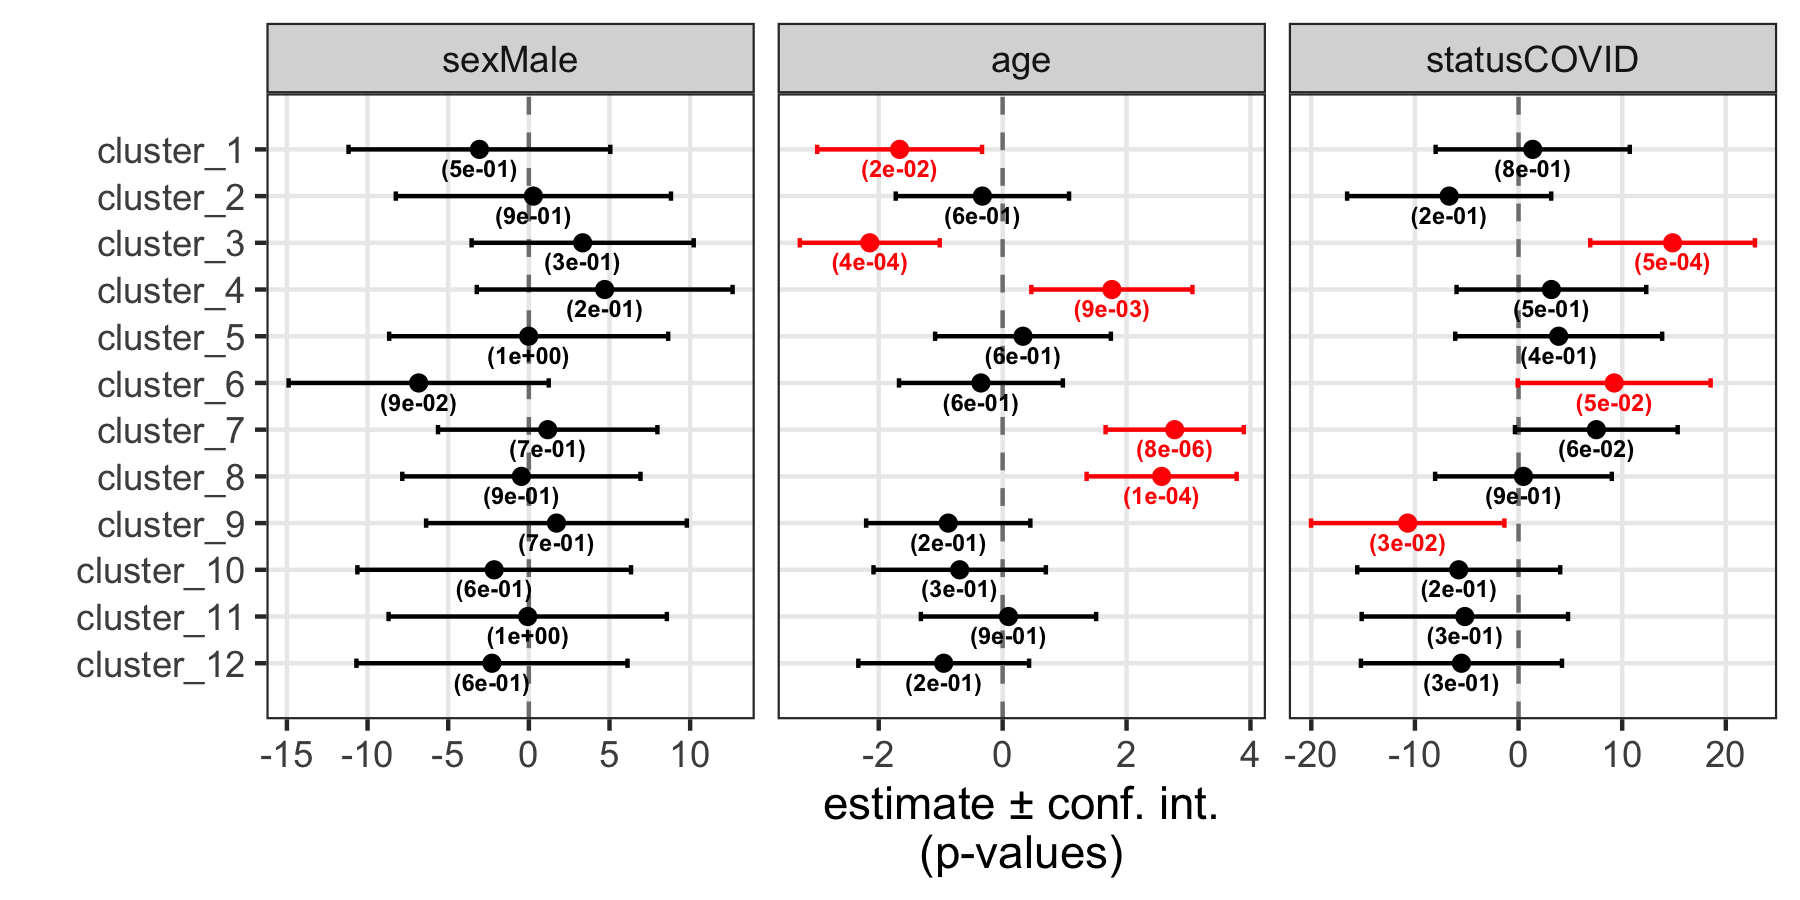 sexMale age statusCOVID
cluster_1
(5e-01) (2e-02) (8e-01)
cluster_2
(9e-01) (6e-01) (2e-01)
cluster_3
(3e-01) (4e-04) (5e-04)
cluster_4
(2e-01) (9e-03) (5e-01)
cluster_5
(1e+00) (6e-01) (4e-01)
cluster_6
(9e-02) (6e-01) (5e-02)
cluster_7
(7e-01) (8e-06) (6e-02)
cluster_8
(9e-01) (1e-04) (9e-01)
cluster_9
(7e-01) (2e-01) (3e-02)
cluster_10
(6e-01) (3e-01) (2e-01)
cluster_11
(1e+00) (9e-01) (3e-01)
cluster_12
(6e-01) (2e-01) (3e-01)
-15 -10 -5 0 5 10 -2 0 2 4 -20 -10 0 10 20
estimate ± conf. int.
(p-values)